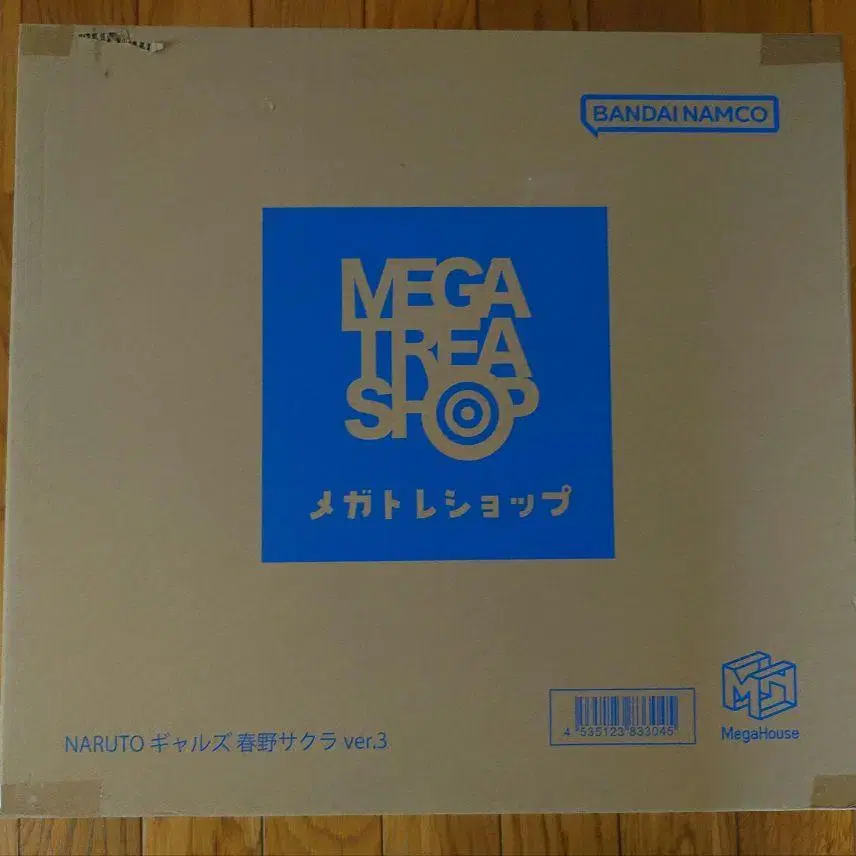 BANDAI NAMCO
MEGA
TREA
SHOP
メガトレショップ
NARUTO ギャルズ 春野サクラ ver.3
4 535123 833045
MegaHouse